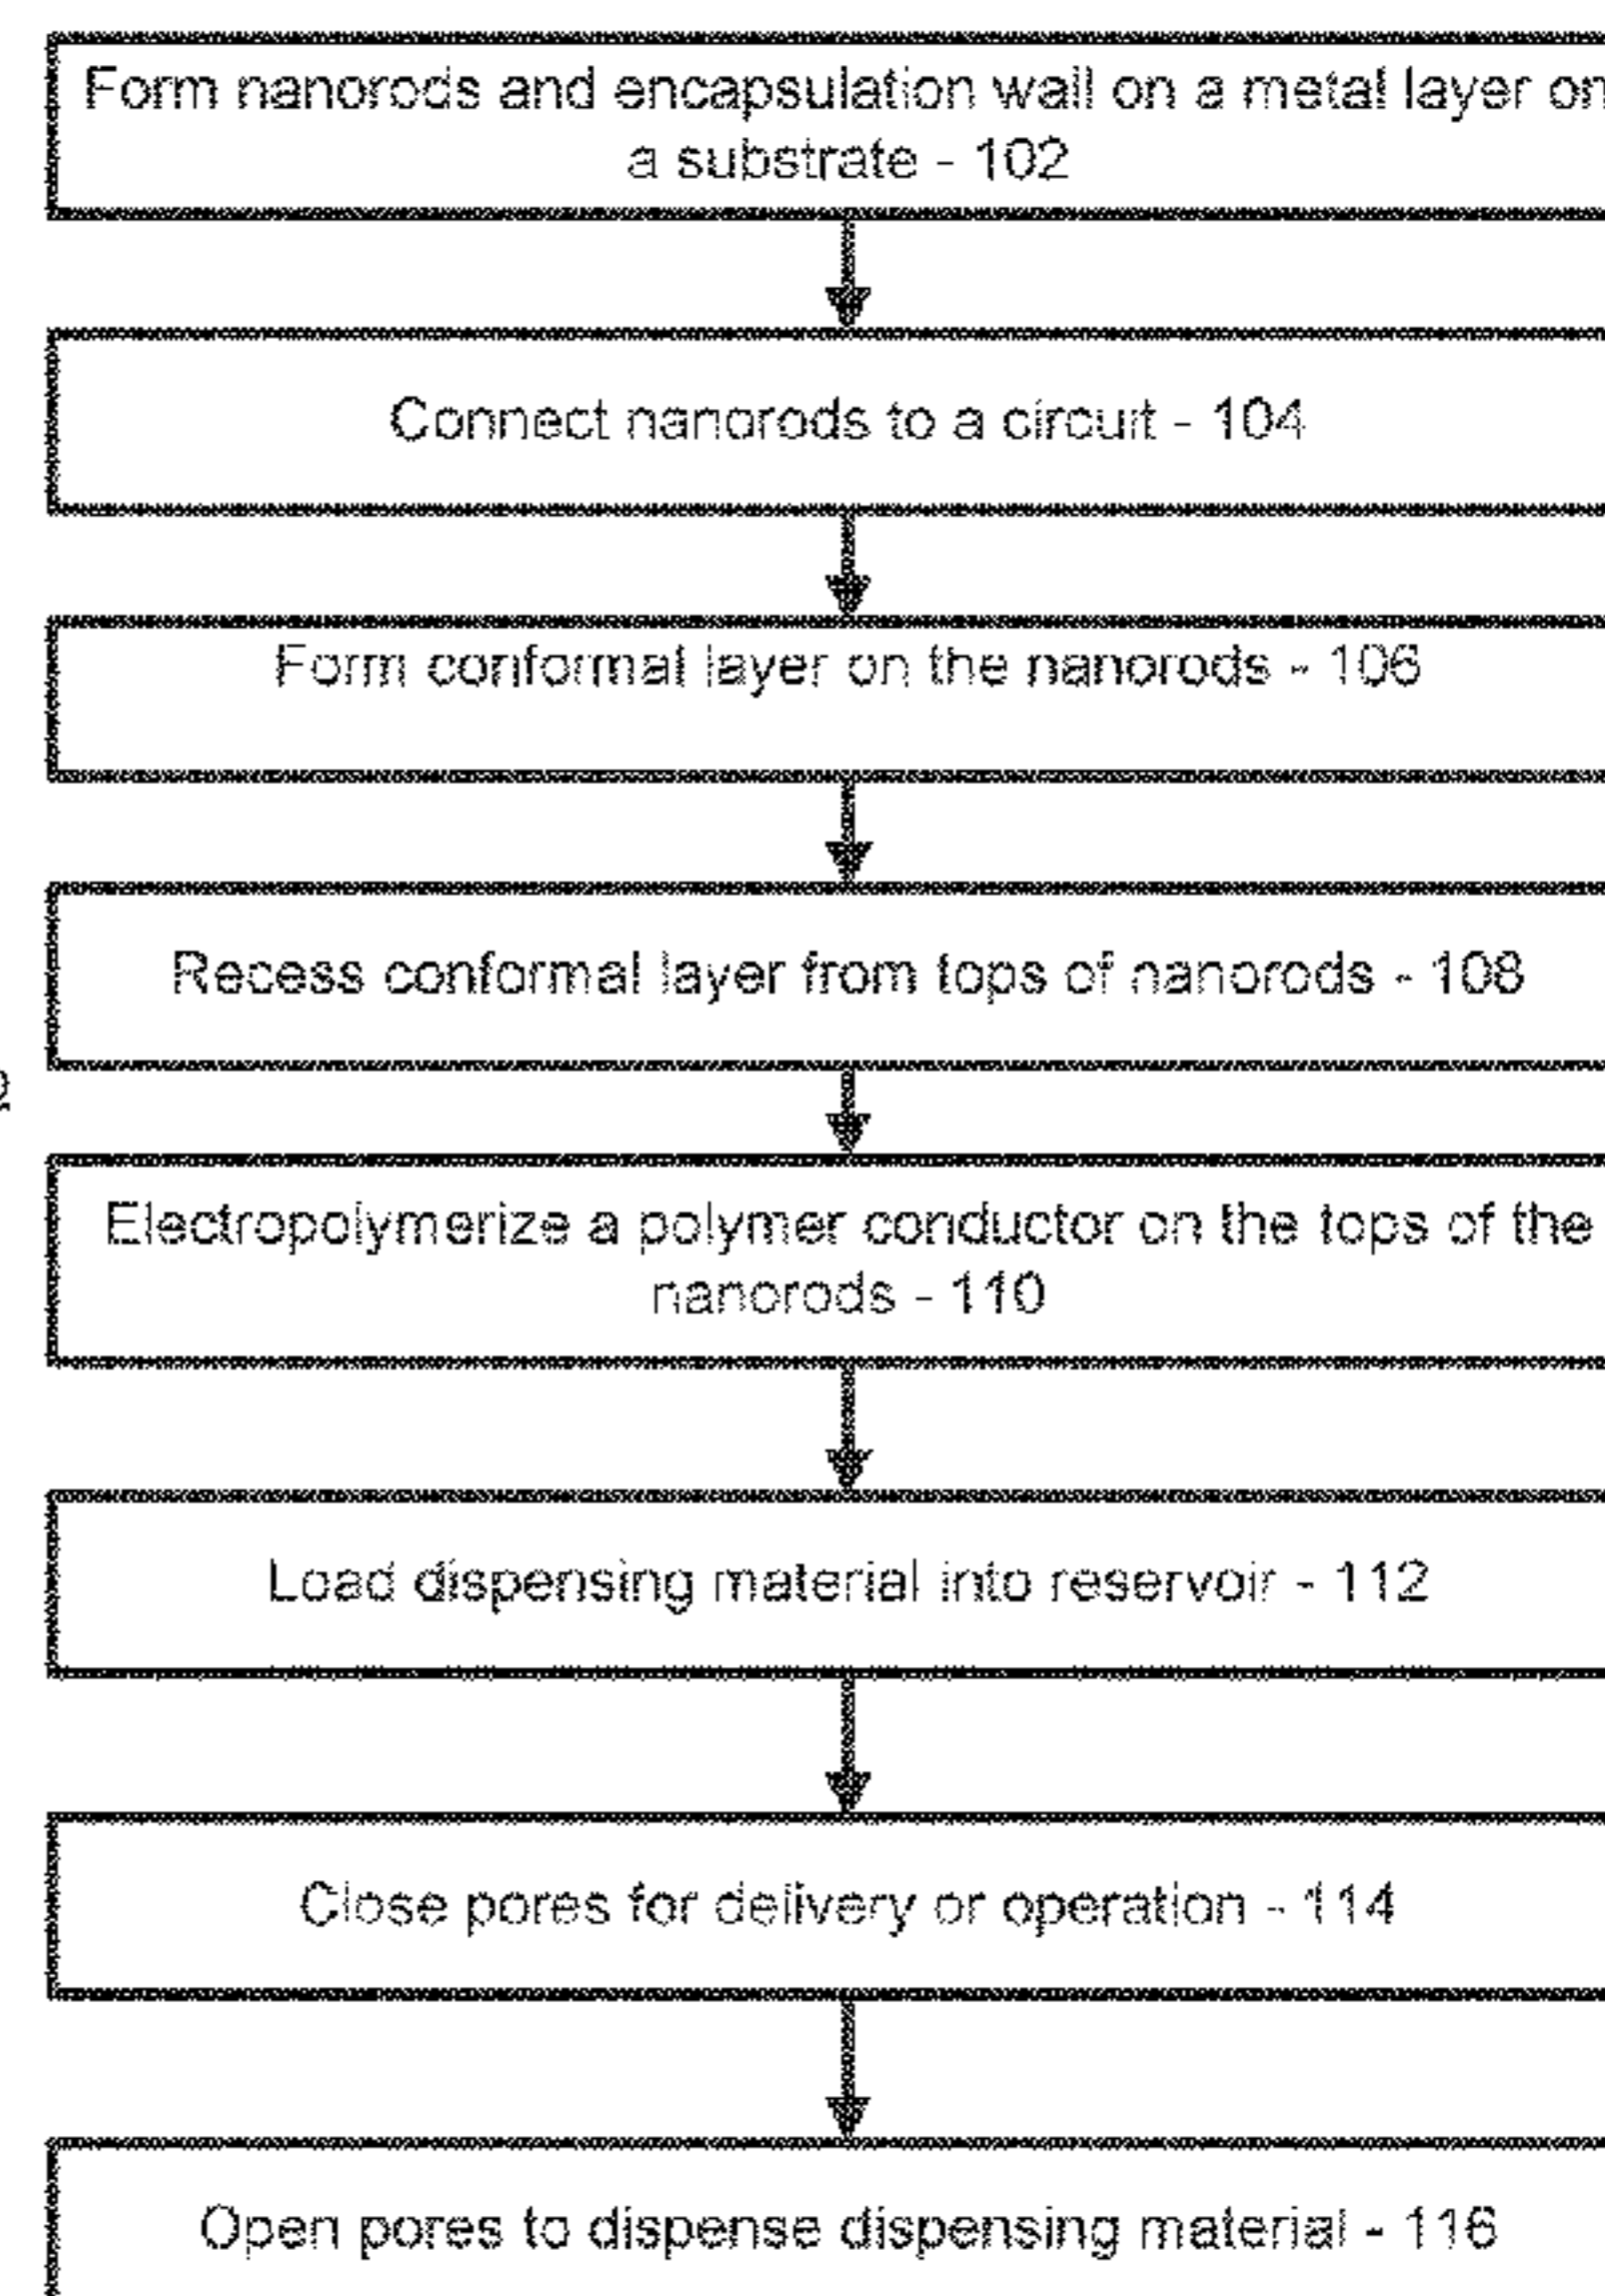 Form nanorods and encapsulation wall on a metal layer on
a substrate - 102
Connect nanorods to a circuit - 104
Form conformal layer on the nanorods - 106
Recess conformal layer from tops of nanorods - 108
Electropolymerize a polymer conductor on the tops of the
nanorods - 110
Load dispensing material into reservoir - 112
Close pores for delivery or operation - 114
Open pores to dispense dispensing material - 116